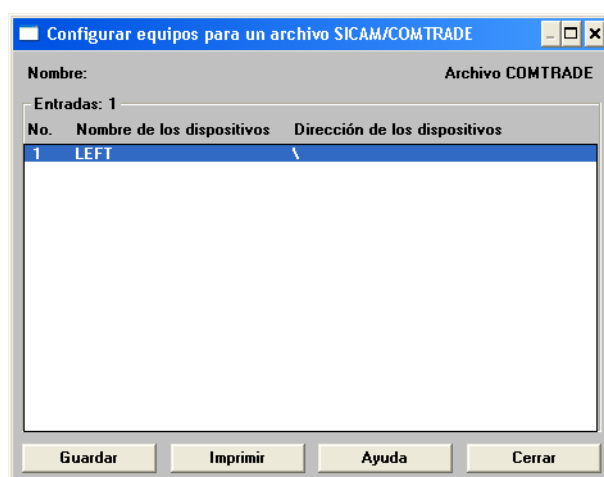 Configurar equipos para un archivo SICAM/COMTRADE
Nombre: Archivo COMTRADE
Entradas: 1
No. Nombre de los dispositivos Dirección de los dispositivos
1 LEFT \
Guardar Imprimir Ayuda Cerrar